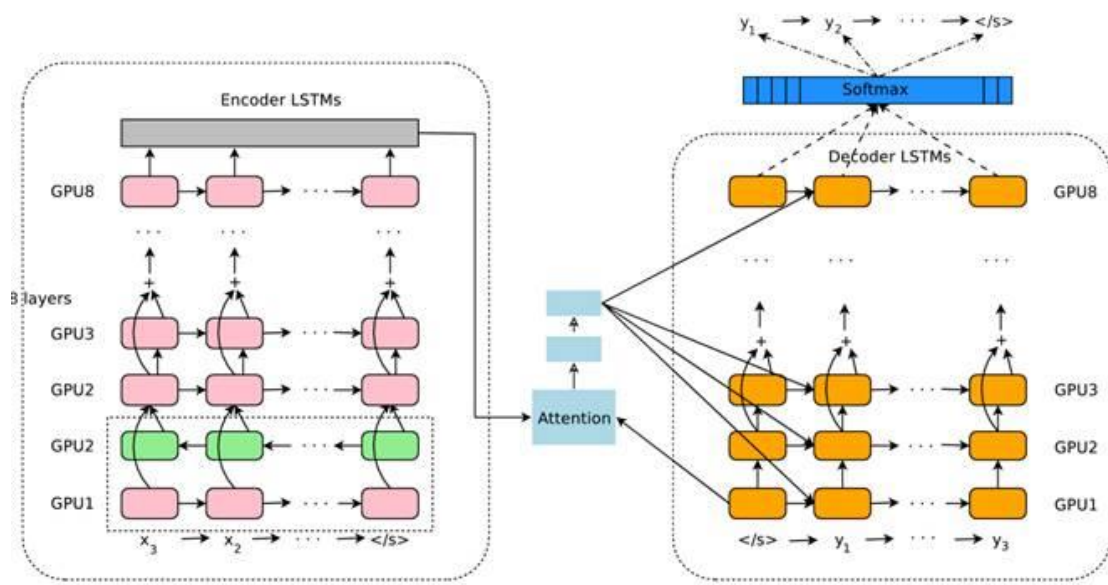 y1 y2 · · · </s>
Softmax
Encoder LSTMs
Decoder LSTMs
GPU8
GPU8
· · ·
· · ·
· · ·
· · ·
· · ·
· · ·
· · ·
· · ·
+ + +
layers
+ + +
GPU3
· · ·
GPU2
· · ·
GPU2
· · ·
GPU1
· · ·
Attention
GPU3
· · ·
GPU2
· · ·
GPU1
· · ·
x3 x2 · · · </s>
</s> y1 · · · y3